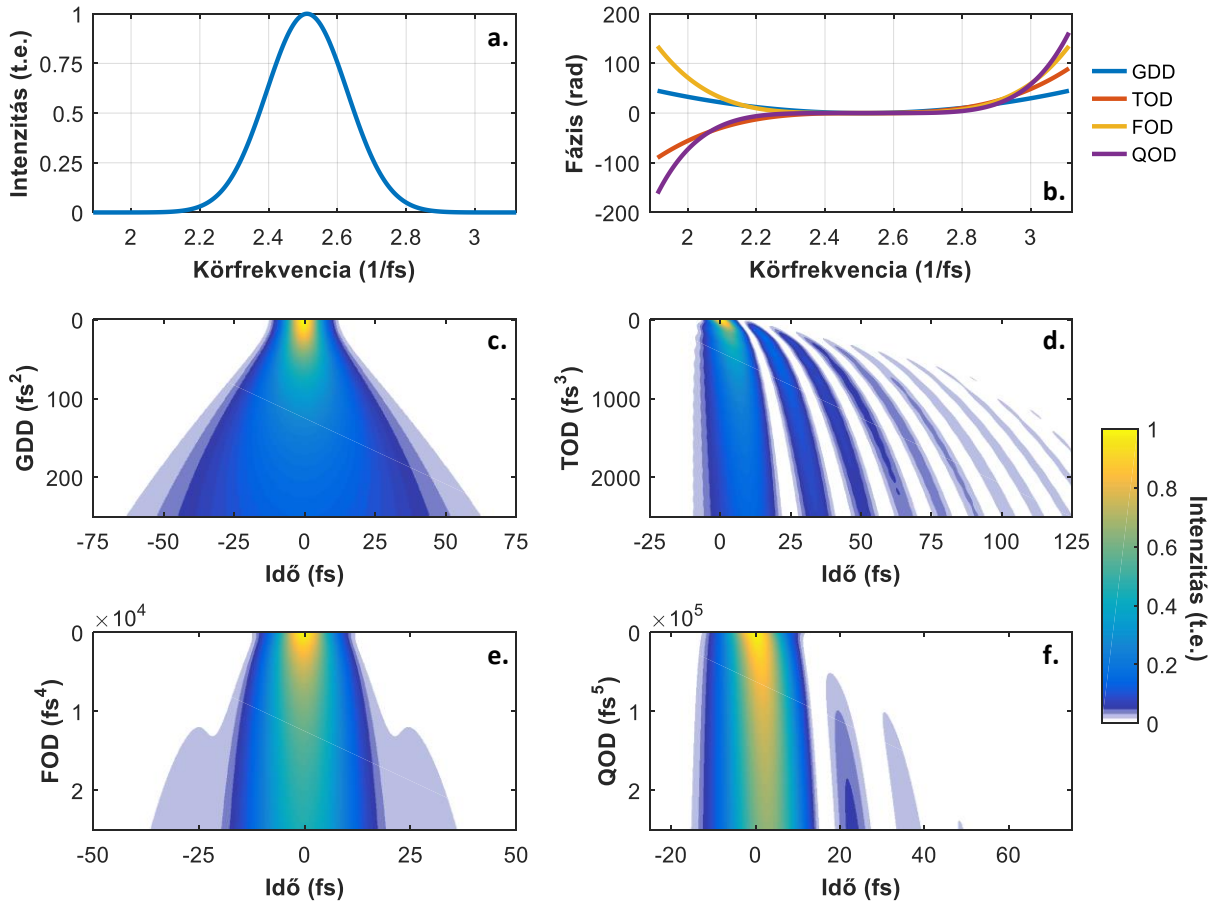 a.
Intenzitás (t.e.)
1
0.75
0.5
0.25
0
2 2.2 2.4 2.6 2.8 3
Körfrekvencia (1/fs)
b.
Fázis (rad)
200
100
0
-100
-200
2 2.2 2.4 2.6 2.8 3
Körfrekvencia (1/fs)
GDD
TOD
FOD
QOD
c.
GDD (fs²)
0
100
200
-75 -50 -25 0 25 50 75
Idő (fs)
d.
TOD (fs³)
0
1000
2000
-25 0 25 50 75 100 125
Idő (fs)
e.
×10⁴
FOD (fs⁴)
0
1
2
-50 -25 0 25 50
Idő (fs)
f.
×10⁵
QOD (fs⁵)
0
1
2
-20 0 20 40 60
Idő (fs)
1
0.8
0.6
0.4
0.2
0
Intenzitás (t.e.)